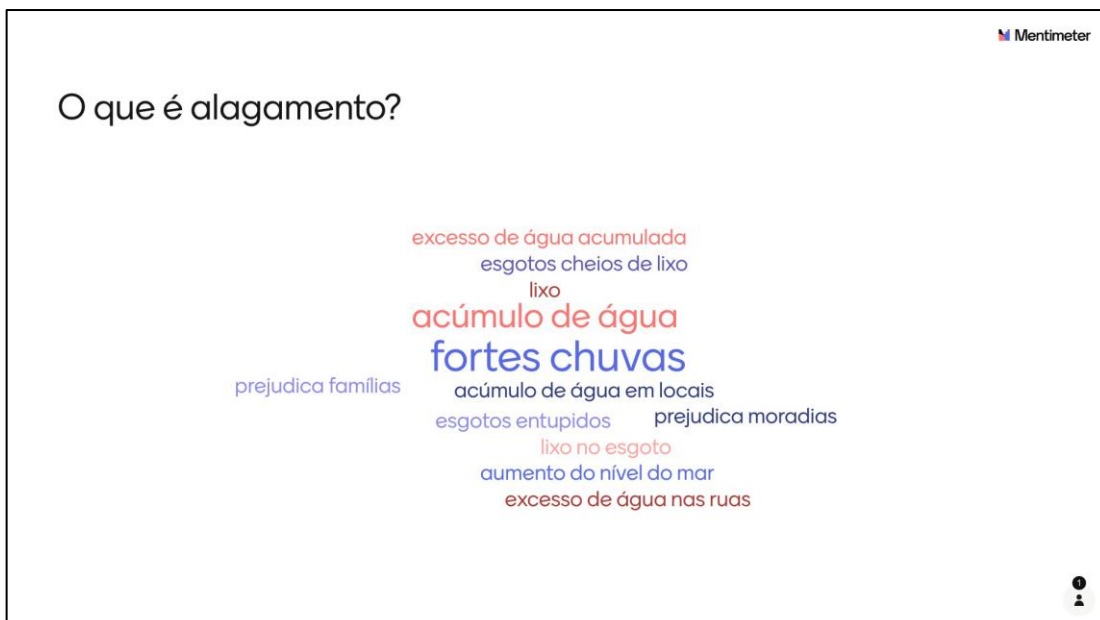 Mentimeter
O que é alagamento?
excesso de água acumulada
esgotos cheios de lixo
lixo
acúmulo de água
fortes chuvas
prejudica famílias
acúmulo de água em locais
esgotos entupidos
prejudica moradias
lixo no esgoto
aumento do nível do mar
excesso de água nas ruas
1